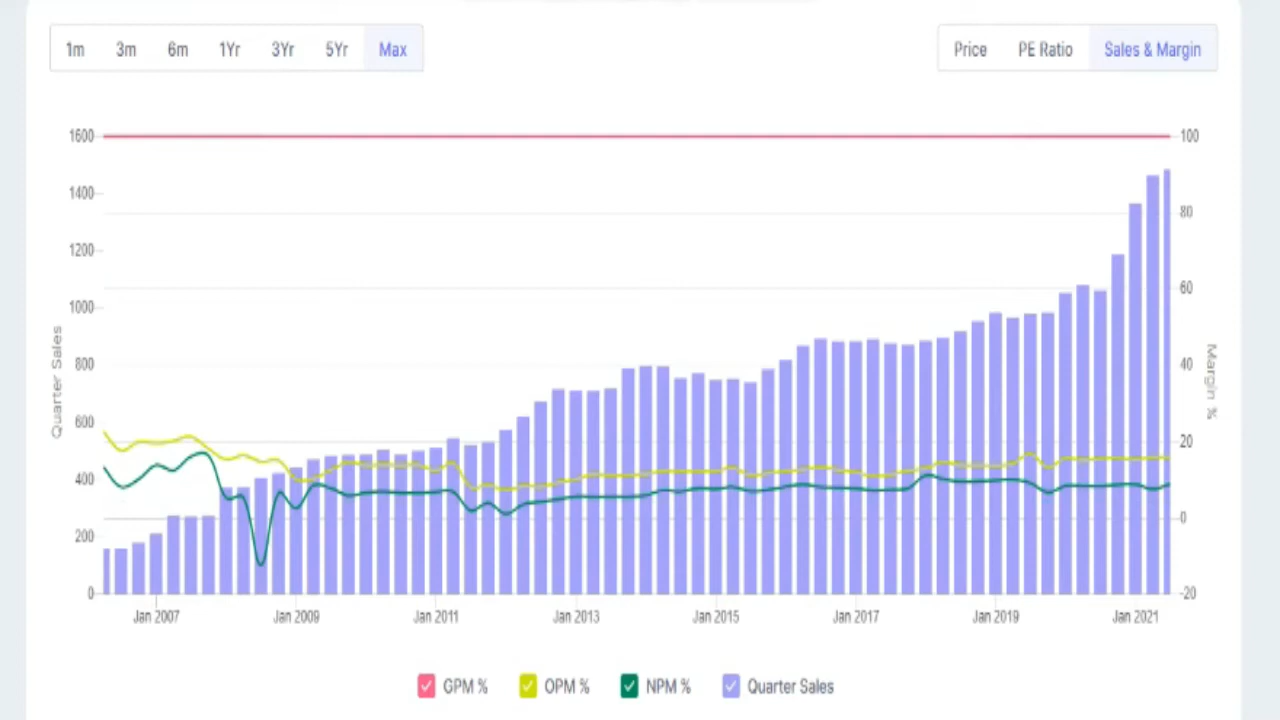 1m 3m 6m 1Yr 3Yr 5Yr Max
Price PE Ratio Sales & Margin
1600
1400
1200
1000
800
600
400
200
0
Quarter Sales
100
80
60
40
20
0
-20
Margin %
Jan 2007 Jan 2009 Jan 2011 Jan 2013 Jan 2015 Jan 2017 Jan 2019 Jan 2021
GPM % OPM % NPM % Quarter Sales